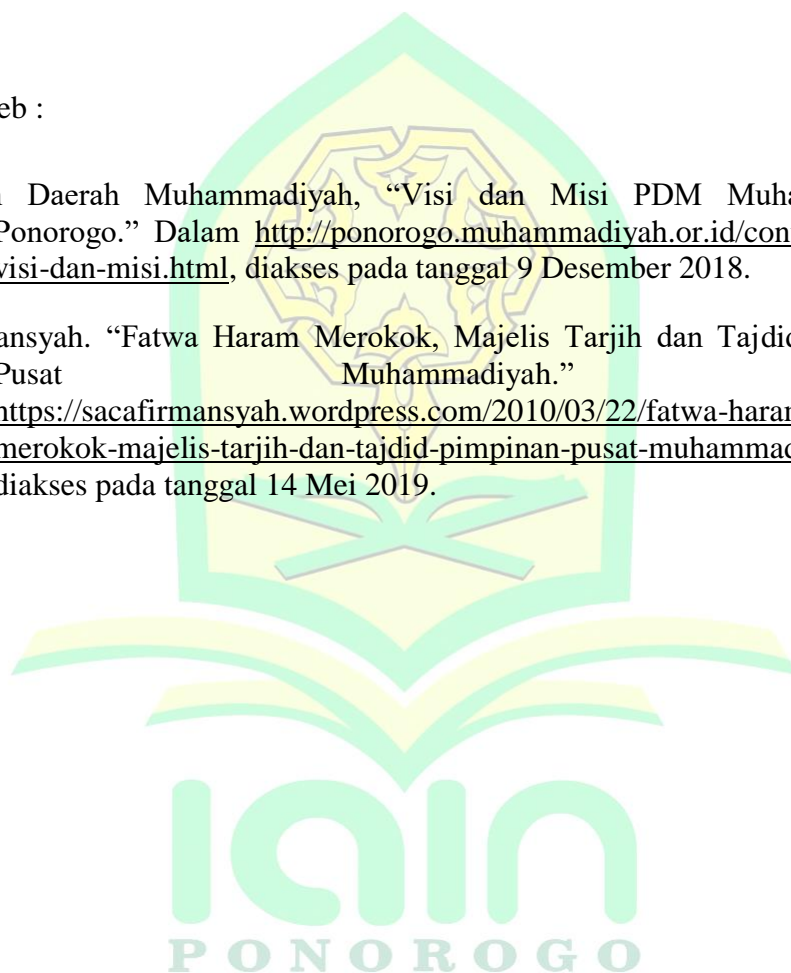 eb :
Daerah Muhammadiyah, “Visi dan Misi PDM Muha
Ponorogo.” Dalam http://ponorogo.muhammadiyah.or.id/con
visi-dan-misi.html, diakses pada tanggal 9 Desember 2018.
ansyah. “Fatwa Haram Merokok, Majelis Tarjih dan Tajdid
Pusat Muhammadiyah.”
https://sacafirmansyah.wordpress.com/2010/03/22/fatwa-haram
merokok-majelis-tarjih-dan-tajdid-pimpinan-pusat-muhammad
diakses pada tanggal 14 Mei 2019.
iain
PONOROGO